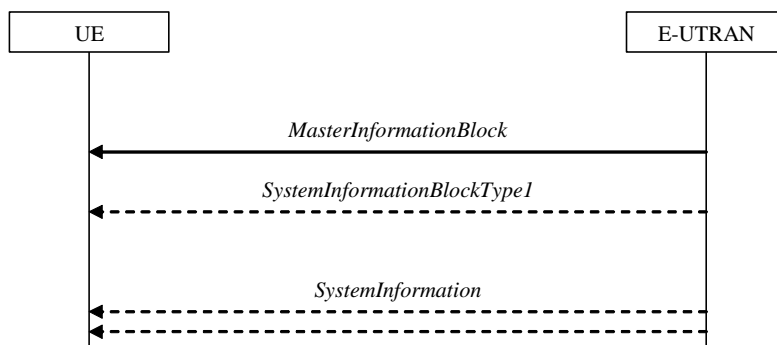 UE
E-UTRAN
MasterInformationBlock
SystemInformationBlockType1
SystemInformation